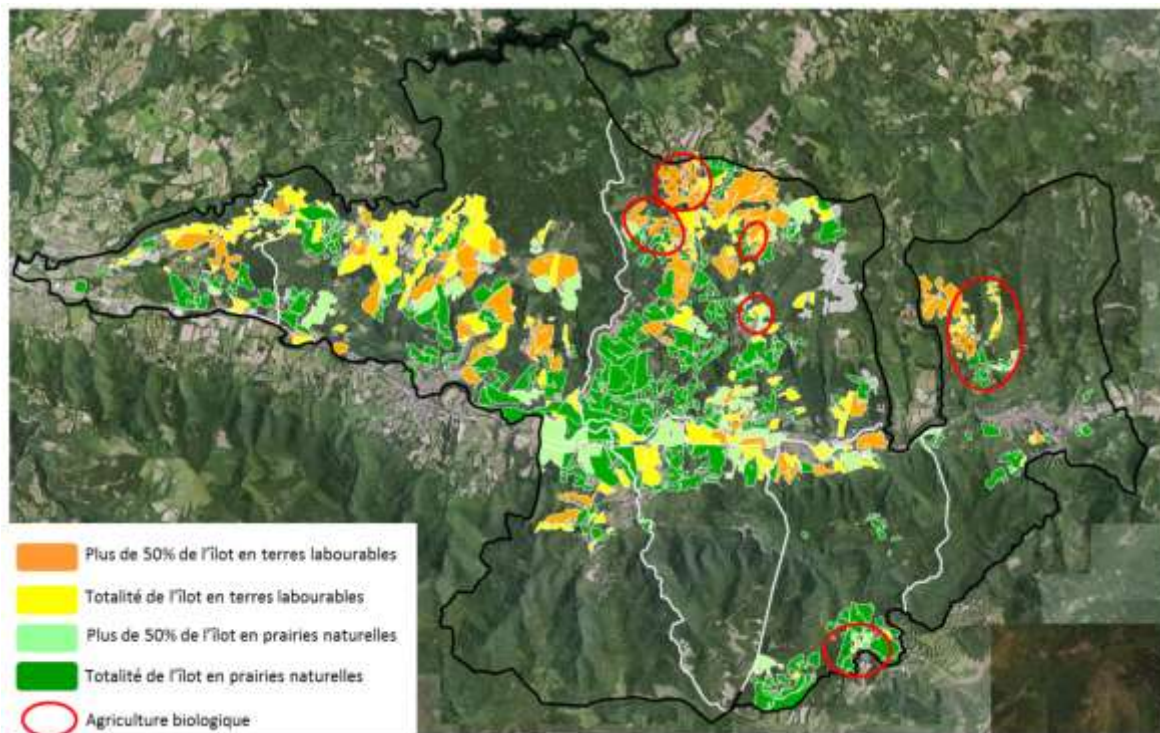 Plus de 50% de l'îlot en terres labourables
Totalité de l'îlot en terres labourables
Plus de 50% de l'îlot en prairies naturelles
Totalité de l'îlot en prairies naturelles
Agriculture biologique